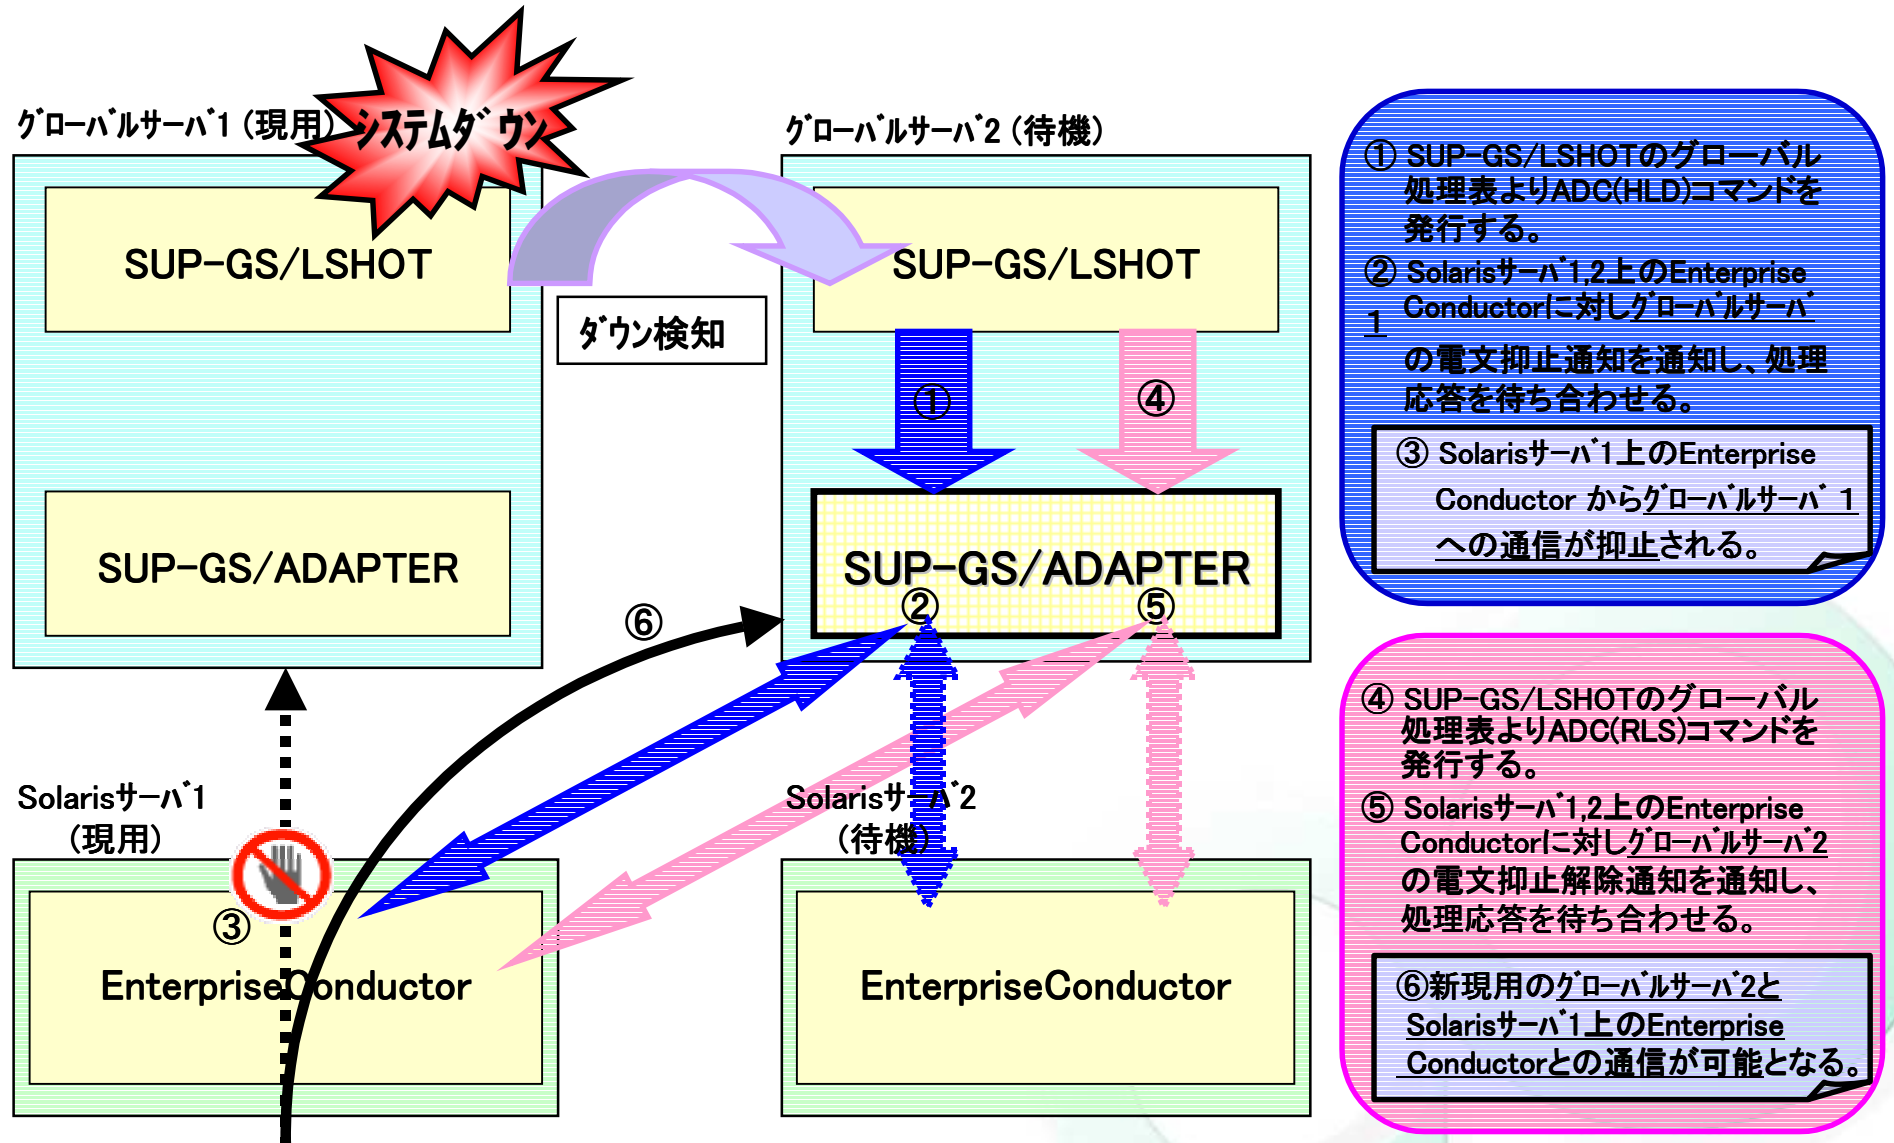 システムダウン
グローバルサーバ1 (現用)
グローバルサーバ2 (待機)
SUP-GS/LSHOT
SUP-GS/LSHOT
ダウン検知
①
④
SUP-GS/ADAPTER
SUP-GS/ADAPTER
②
⑤
⑥
Solarisサーバ1
(現用)
Solarisサーバ2
(待機)
③
EnterpriseConductor
EnterpriseConductor
① SUP-GS/LSHOTのグローバル
処理表よりADC(HLD)コマンドを
発行する。
② Solarisサーバ1,2上のEnterprise
Conductorに対しグローバルサーバ
1
の電文抑止通知を通知し、処理
応答を待ち合わせる。
③ Solarisサーバ1上のEnterprise
Conductor からグローバルサーバ 1
への通信が抑止される。
④ SUP-GS/LSHOTのグローバル
処理表よりADC(RLS)コマンドを
発行する。
⑤ Solarisサーバ1,2上のEnterprise
Conductorに対しグローバルサーバ2
の電文抑止解除通知を通知し、
処理応答を待ち合わせる。
⑥新現用のグローバルサーバ2と
Solarisサーバ1上のEnterprise
Conductorとの通信が可能となる。